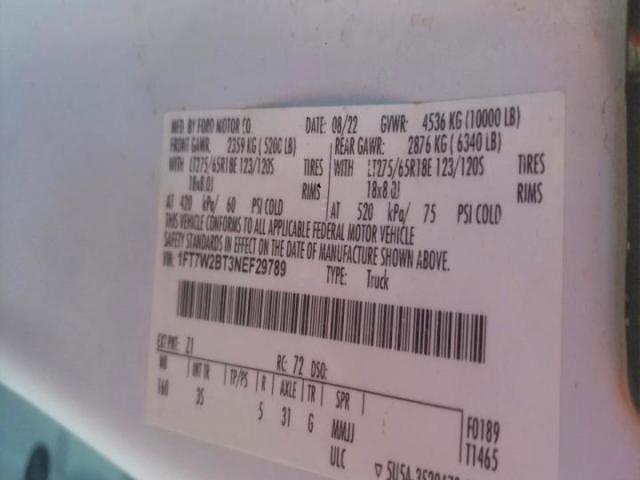 MFD. BY FORD MOTOR CO. DATE: 08/22 GVWR: 4536 KG (10000 LB)
FRONT GAWR: 2359 KG (5200 LB) REAR GAWR: 2876 KG (6340 LB)
WITH LT275/65R18E 123/120S TIRES WITH LT275/65R18E 123/120S TIRES
18x8.0J RIMS 18x8.0J RIMS
AT 420 kPa/ 60 PSI COLD AT 520 kPa/ 75 PSI COLD
THIS VEHICLE CONFORMS TO ALL APPLICABLE FEDERAL MOTOR VEHICLE
SAFETY STANDARDS IN EFFECT ON THE DATE OF MANUFACTURE SHOWN ABOVE.
VIN: 1FT7W2BT3NEF29789 TYPE: Truck
EXT PNT: Z1 RC: 72 DSO:
WB INT TR TP/PS R AXLE TR SPR
160 3S 5 31 G MMJJ F0189
ULC T1465